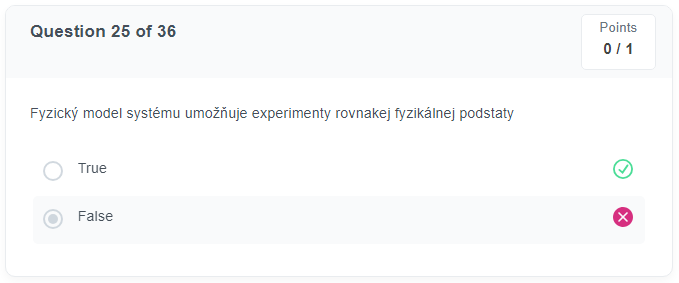 Question 25 of 36
Points
0 / 1
Fyzický model systému umožňuje experimenty rovnakej fyzikálnej podstaty
True
False